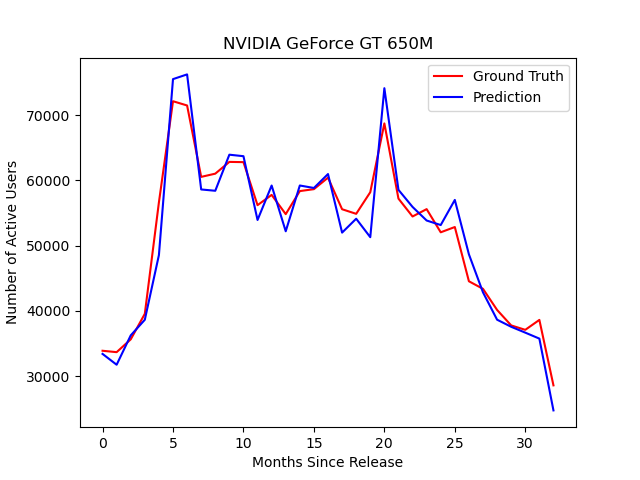 NVIDIA GeForce GT 650M
Ground Truth
Prediction
70000
60000
50000
40000
30000
Number of Active Users
0 5 10 15 20 25 30
Months Since Release